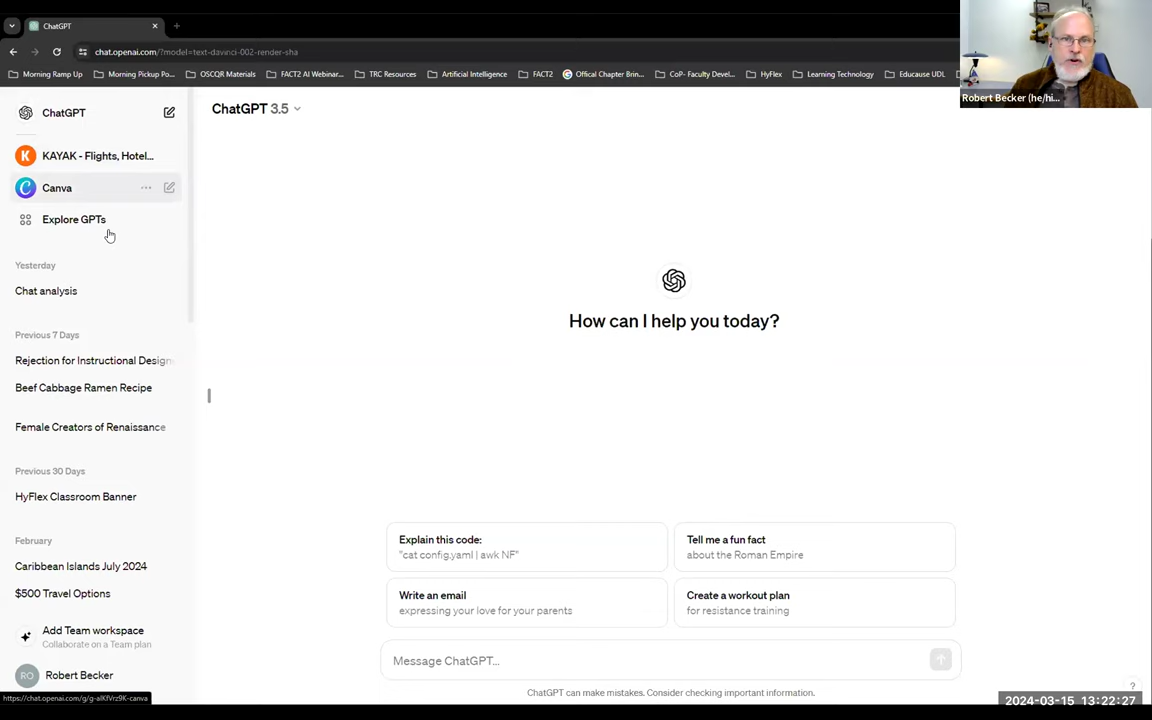 ChatGPT
chat.openai.com/?model=text-davinci-002-render-sha
Morning Ramp Up
Morning Pickup Po...
OSCQR Materials
FACT2 AI Webinar...
TRC Resources
Artificial Intelligence
FACT2
Offical Chapter Brin...
CoP- Faculty Devel...
HyFlex
Learning Technology
Educause UDL
Robert Becker (he/hi...
ChatGPT
ChatGPT 3.5
K
KAYAK - Flights, Hotel...
C
Canva
Explore GPTs
Yesterday
Chat analysis
Previous 7 Days
Rejection for Instructional Design
Beef Cabbage Ramen Recipe
Female Creators of Renaissance
Previous 30 Days
HyFlex Classroom Banner
February
Caribbean Islands July 2024
$500 Travel Options
Add Team workspace
Collaborate on a Team plan
RO
Robert Becker
How can I help you today?
Explain this code:
"cat config.yaml | awk NF"
Tell me a fun fact
about the Roman Empire
Write an email
expressing your love for your parents
Create a workout plan
for resistance training
Message ChatGPT...
ChatGPT can make mistakes. Consider checking important information.
?
2024-03-15 13:22:27